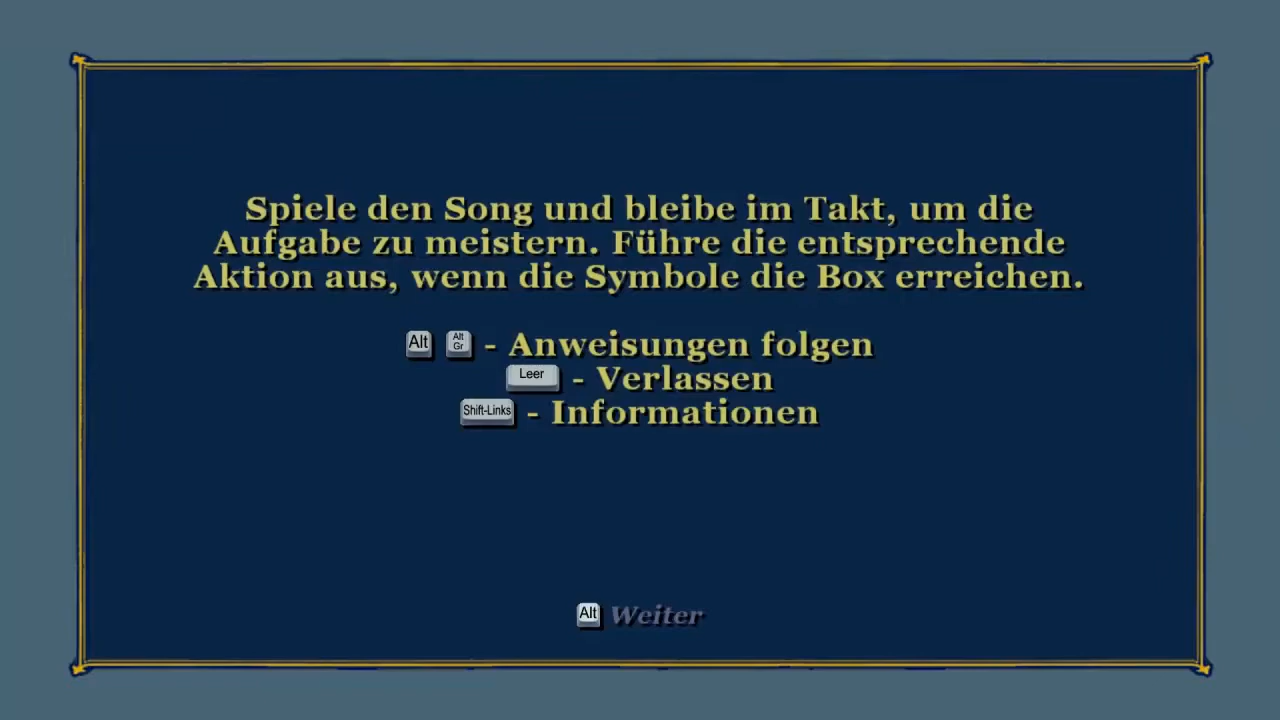 Spiele den Song und bleibe im Takt, um die
Aufgabe zu meistern. Führe die entsprechende
Aktion aus, wenn die Symbole die Box erreichen.
Alt Alt Gr - Anweisungen folgen
Leer - Verlassen
Shift-Links - Informationen
Alt Weiter